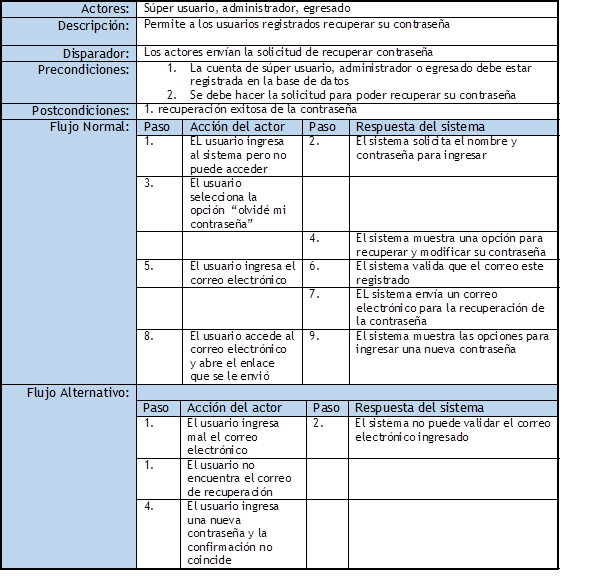 Actores: Súper usuario, administrador, egresado
Descripción: Permite a los usuarios registrados recuperar su contraseña
Disparador: Los actores envían la solicitud de recuperar contraseña
Precondiciones: 1. La cuenta de súper usuario, administrador o egresado debe estar
registrada en la base de datos
2. Se debe hacer la solicitud para poder recuperar su contraseña
Postcondiciones: 1. recuperación exitosa de la contraseña
Flujo Normal: Paso Acción del actor Paso Respuesta del sistema
1. EL usuario ingresa 2. El sistema solicita el nombre y
al sistema pero no contraseña para ingresar
puede acceder
3. El usuario
selecciona la
opción “olvidé mi
contraseña”
4. El sistema muestra una opción para
recuperar y modificar su contraseña
5. El usuario ingresa el 6. El sistema valida que el correo este
correo electrónico registrado
7. EL sistema envía un correo
electrónico para la recuperación de
la contraseña
8. El usuario accede al 9. El sistema muestra las opciones para
correo electrónico ingresar una nueva contraseña
y abre el enlace
que se le envió
Flujo Alternativo:
Paso Acción del actor Paso Respuesta del sistema
1. El usuario ingresa 2. El sistema no puede validar el correo
mal el correo electrónico ingresado
electrónico
1. El usuario no
encuentra el correo
de recuperación
4. El usuario ingresa
una nueva
contraseña y la
confirmación no
coincide